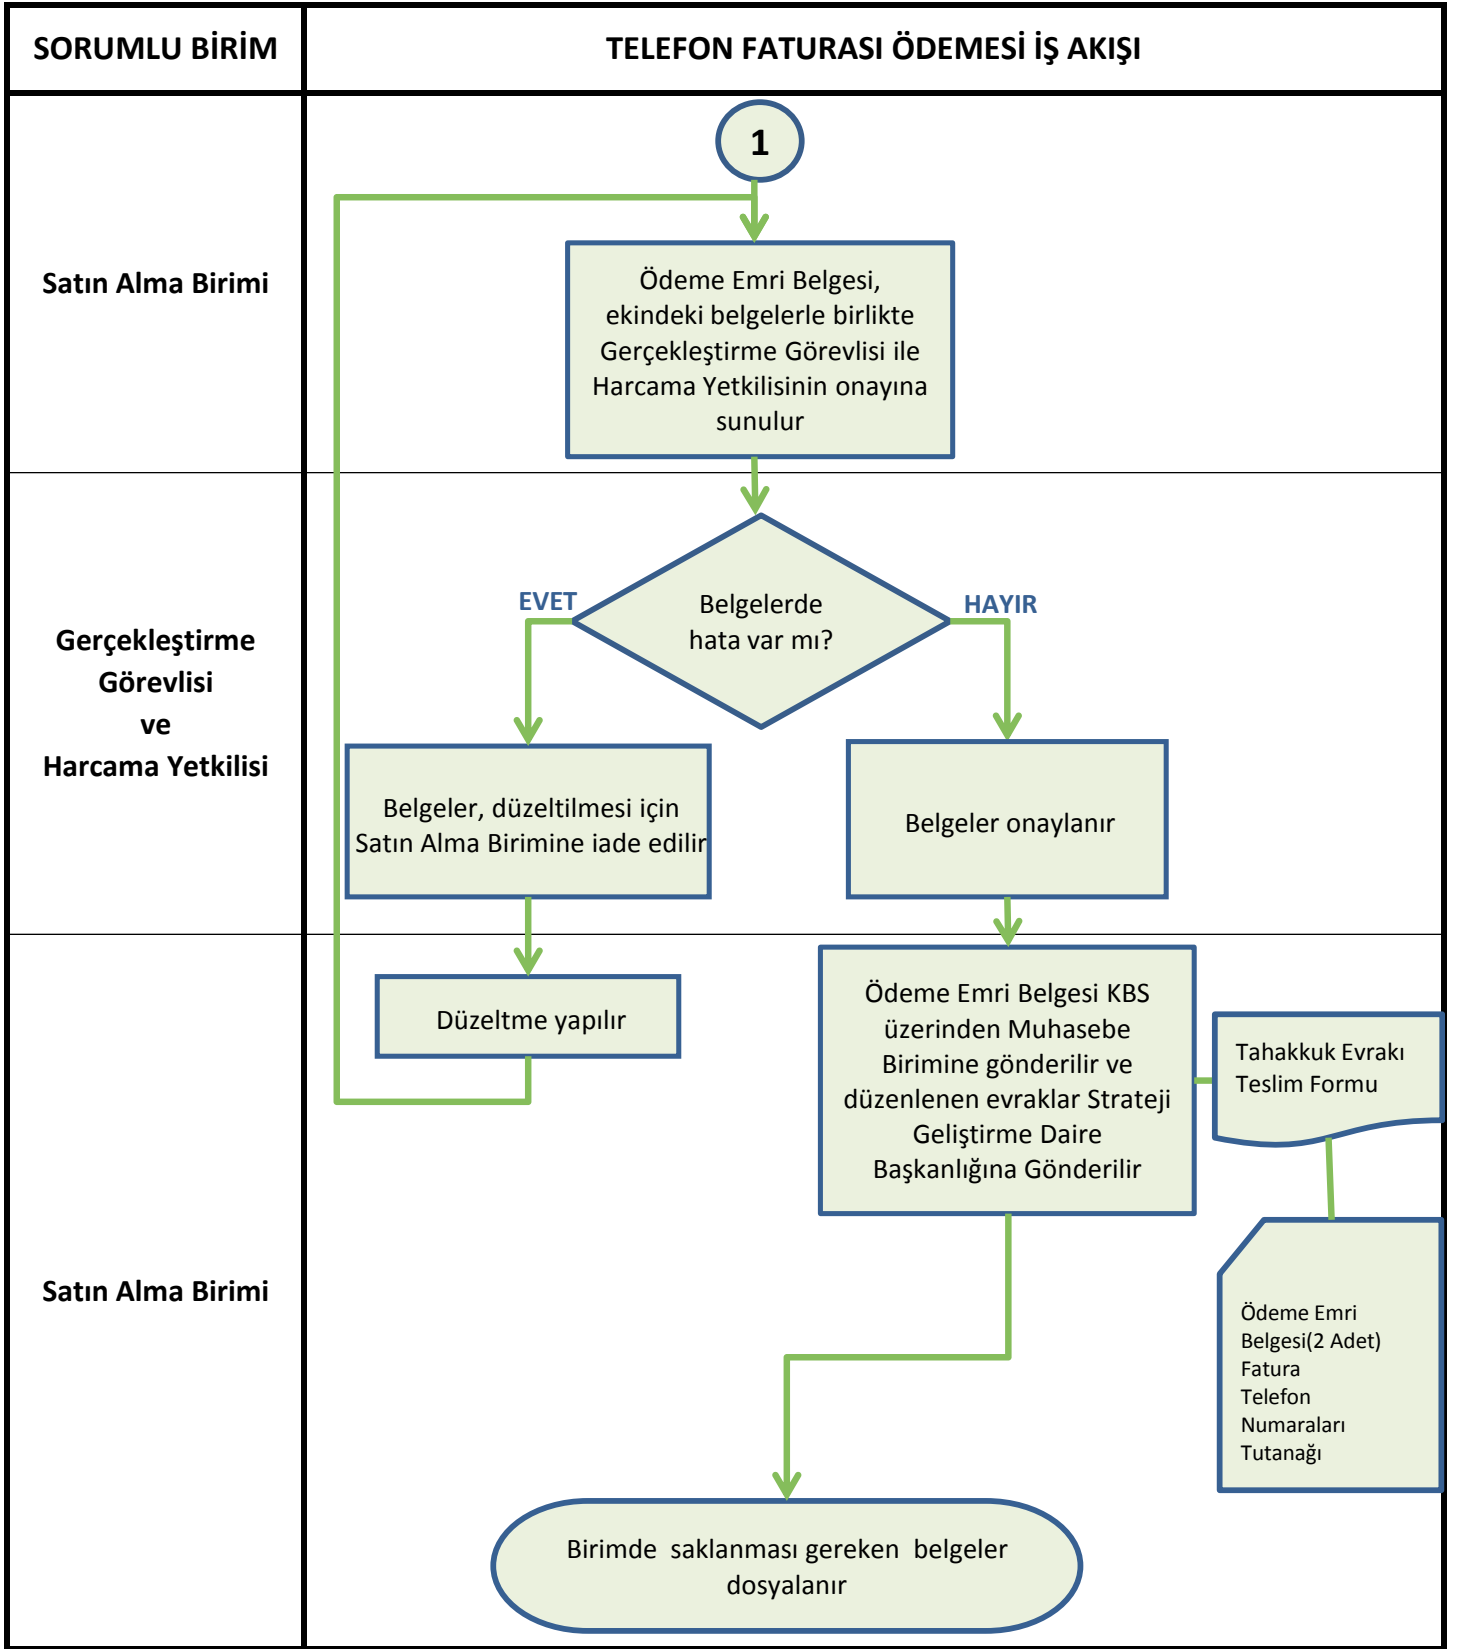 SORUMLU BİRİM
TELEFON FATURASI ÖDEMESİ İŞ AKIŞI
1
Satın Alma Birimi
Ödeme Emri Belgesi,
ekindeki belgelerle birlikte
Gerçekleştirme Görevlisi ile
Harcama Yetkilisinin onayına
sunulur
Gerçekleştirme
Görevlisi
ve
Harcama Yetkilisi
EVET
Belgelerde
hata var mı?
HAYIR
Belgeler, düzeltilmesi için
Satın Alma Birimine iade edilir
Belgeler onaylanır
Satın Alma Birimi
Düzeltme yapılır
Ödeme Emri Belgesi KBS
üzerinden Muhasebe
Birimine gönderilir ve
düzenlenen evraklar Strateji
Geliştirme Daire
Başkanlığına Gönderilir
Tahakkuk Evrakı
Teslim Formu
Ödeme Emri
Belgesi(2 Adet)
Fatura
Telefon
Numaraları
Tutanağı
Birimde  saklanması gereken  belgeler
dosyalanır